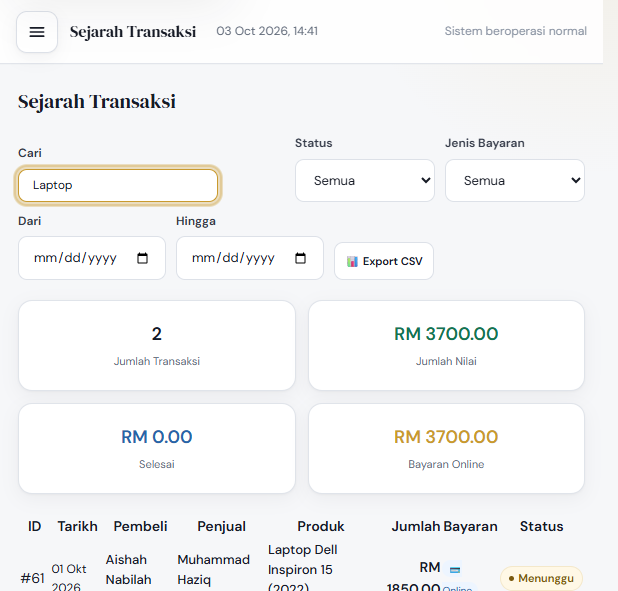 Sejarah Transaksi 03 Oct 2026, 14:41 Sistem beroperasi normal
Sejarah Transaksi
Cari Status Jenis Bayaran
Laptop Semua Semua
Dari Hingga
mm/dd/yyyy mm/dd/yyyy Export CSV
2
Jumlah Transaksi
RM 3700.00
Jumlah Nilai
RM 0.00
Selesai
RM 3700.00
Bayaran Online
ID Tarikh Pembeli Penjual Produk Jumlah Bayaran Status
#61
01 Okt
2026
Aishah
Nabilah
Muhammad
Haziq
Laptop Dell
Inspiron 15
(2022)
RM
1850.00
Online
Menunggu